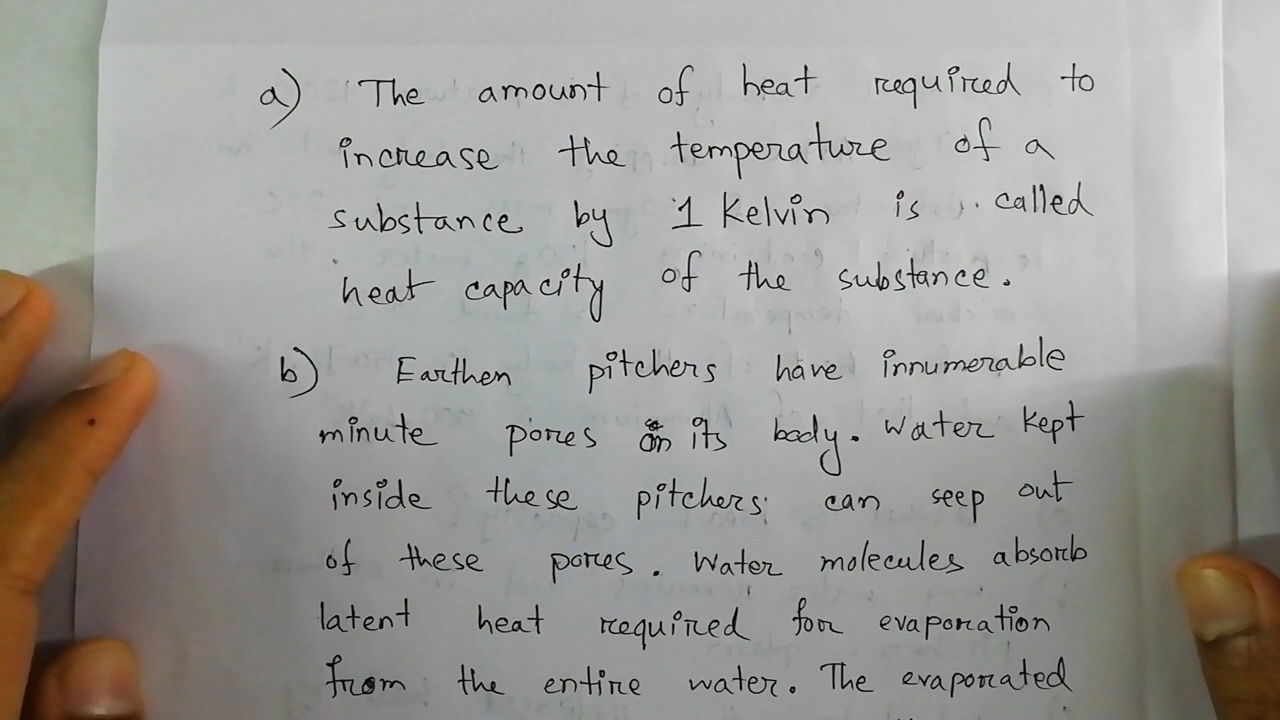 a) The amount of heat required to
increase the temperature of a
substance by 1 Kelvin is called
heat capacity of the substance.
b) Earthen pitchers have innumerable
minute pores on its body. Water kept
inside these pitchers can seep out
of these pores. Water molecules absorb
latent heat required for evaporation
from the entire water. The evaporated